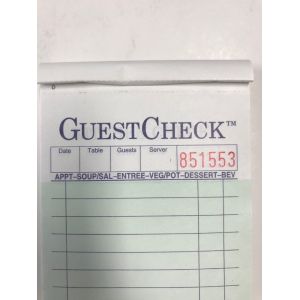 GUESTCHECK™
Date Table Guests Server 851553
APPT-SOUP/SAL-ENTREE-VEG/POT-DESSERT-BEV